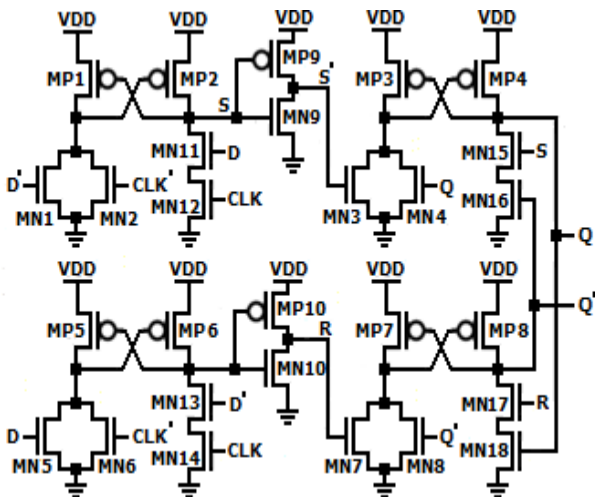 VDD VDD VDD VDD VDD
MP1 MP2 MP9 MP3 MP4
S S'
MN9
MN11 D MN15 S
D' CLK' MN12 CLK Q MN16
MN1 MN2 MN3 MN4
Q
VDD VDD VDD VDD VDD
Q'
MP5 MP6 MP10 MP7 MP8
R
MN10
MN13 D' MN17 R
D CLK' MN14 CLK Q' MN18
MN5 MN6 MN7 MN8